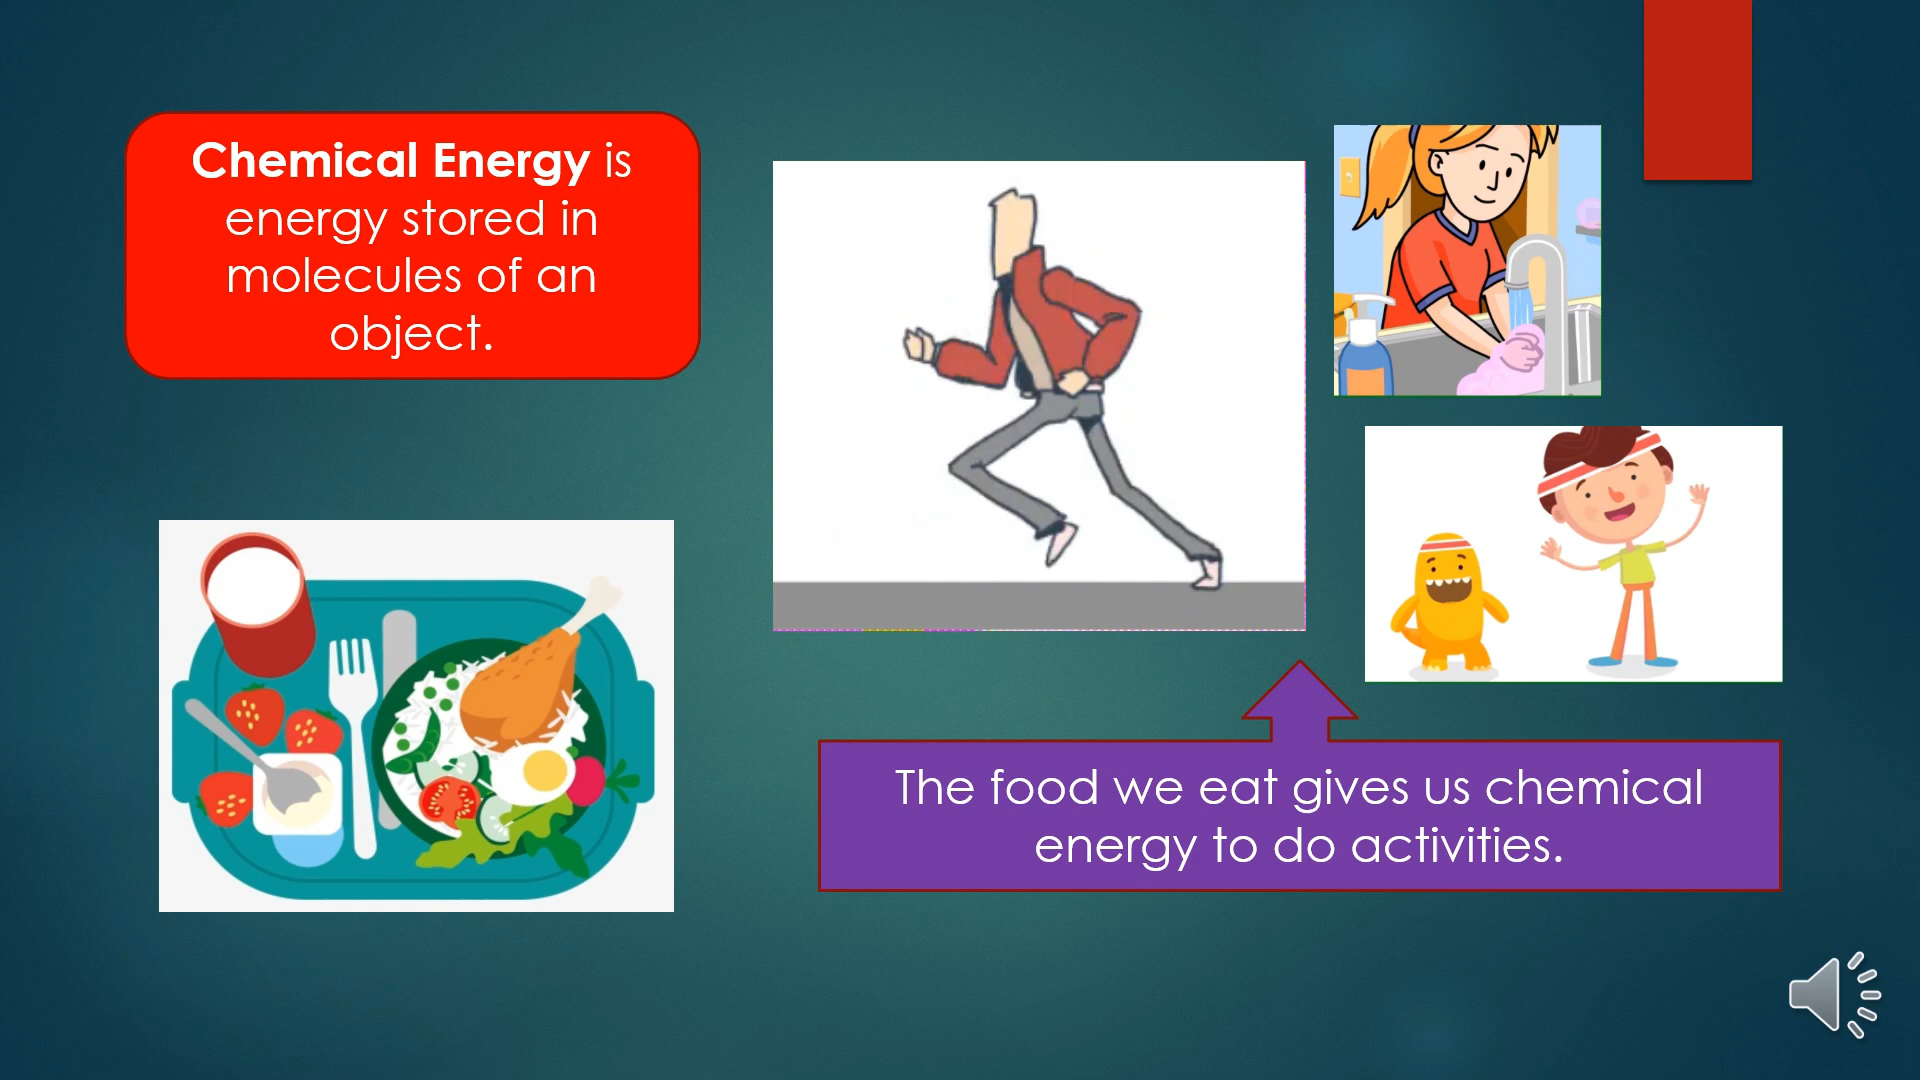 Chemical Energy is
energy stored in
molecules of an
object.
The food we eat gives us chemical
energy to do activities.